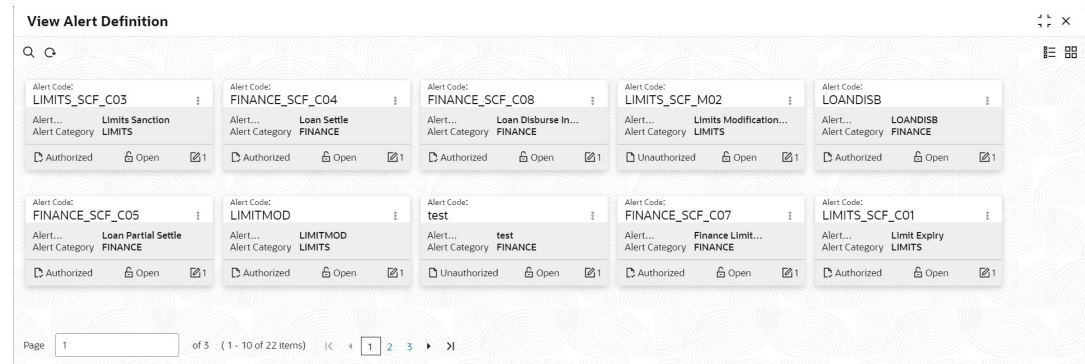 View Alert Definition
Alert Code:
LIMITS_SCF_C03
Alert... Limits Sanction
Alert Category LIMITS
Authorized Open 1
Alert Code:
FINANCE_SCF_C04
Alert... Loan Settle
Alert Category FINANCE
Authorized Open 1
Alert Code:
FINANCE_SCF_C08
Alert... Loan Disburse In...
Alert Category FINANCE
Authorized Open 1
Alert Code:
LIMITS_SCF_M02
Alert... Limits Modification...
Alert Category LIMITS
Unauthorized Open 1
Alert Code:
LOANDISB
Alert... LOANDISB
Alert Category FINANCE
Authorized Open 1
Alert Code:
FINANCE_SCF_C05
Alert... Loan Partial Settle
Alert Category FINANCE
Authorized Open 1
Alert Code:
LIMITMOD
Alert... LIMITMOD
Alert Category LIMITS
Authorized Open 1
Alert Code:
test
Alert... test
Alert Category FINANCE
Unauthorized Open 1
Alert Code:
FINANCE_SCF_C07
Alert... Finance Limit...
Alert Category FINANCE
Authorized Open 1
Alert Code:
LIMITS_SCF_C01
Alert... Limit Expiry
Alert Category LIMITS
Authorized Open 1
Page 1 of 3 (1 - 10 of 22 items) 1 2 3